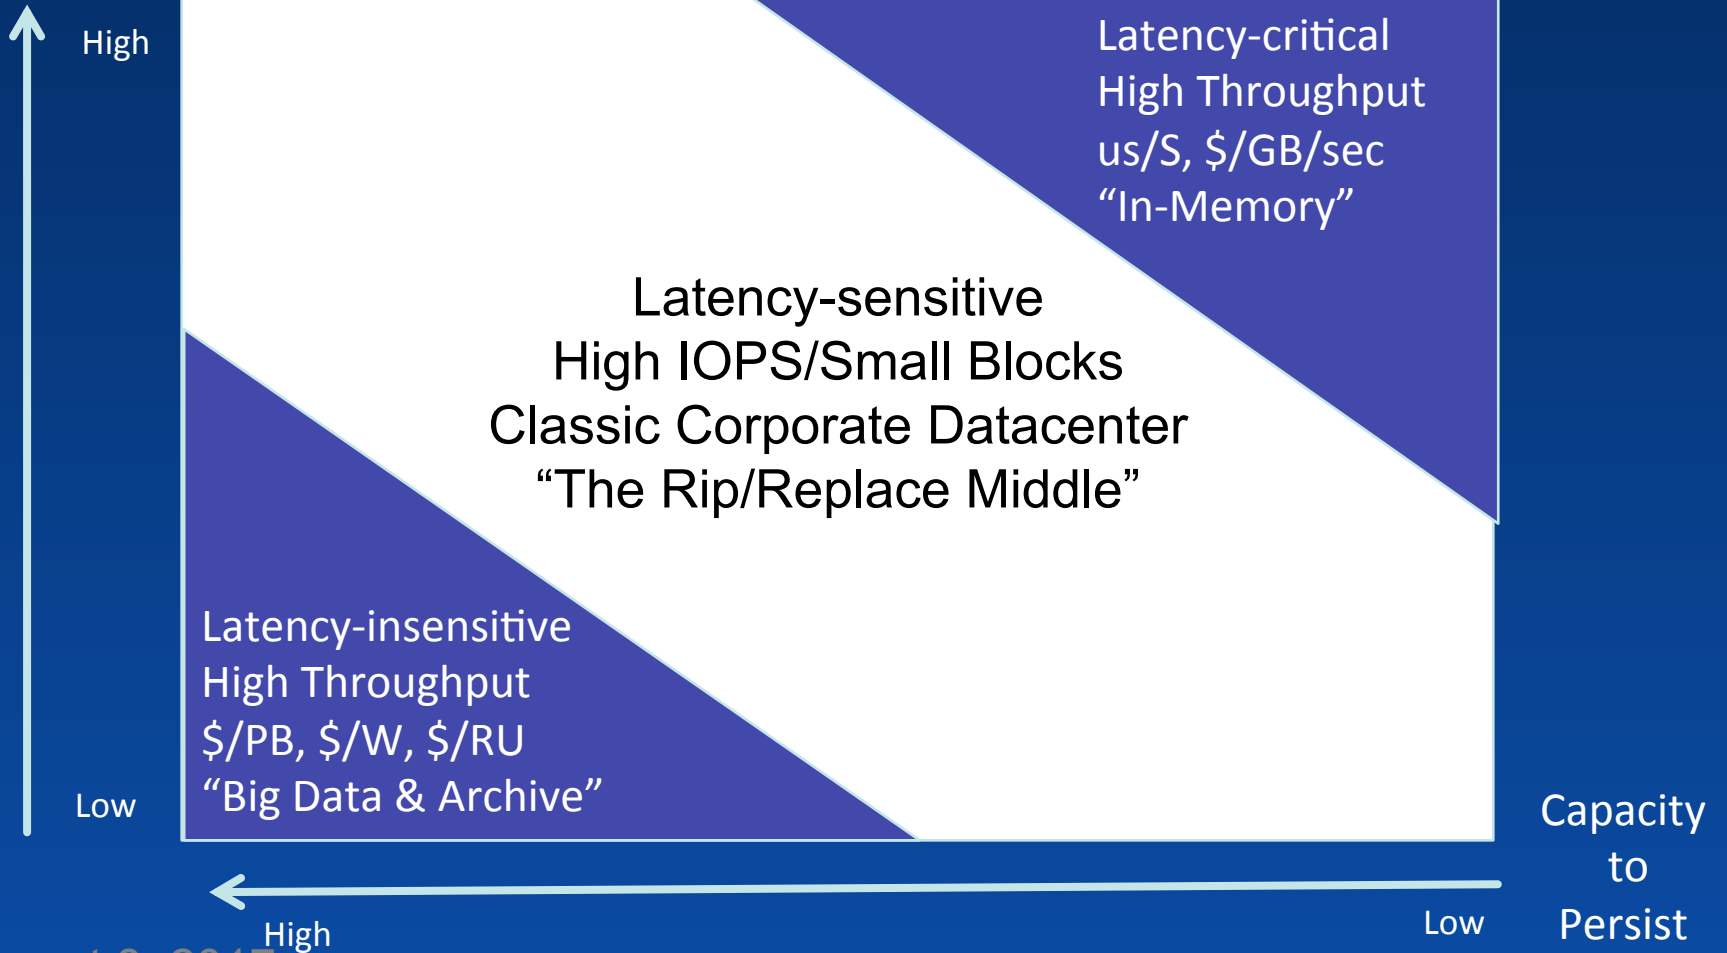 High
Latency-critical
High Throughput
us/S, $/GB/sec
“In-Memory”
Latency-sensitive
High IOPS/Small Blocks
Classic Corporate Datacenter
“The Rip/Replace Middle”
Latency-insensitive
High Throughput
$/PB, $/W, $/RU
“Big Data & Archive”
Low
Capacity
to
Persist
High
Low